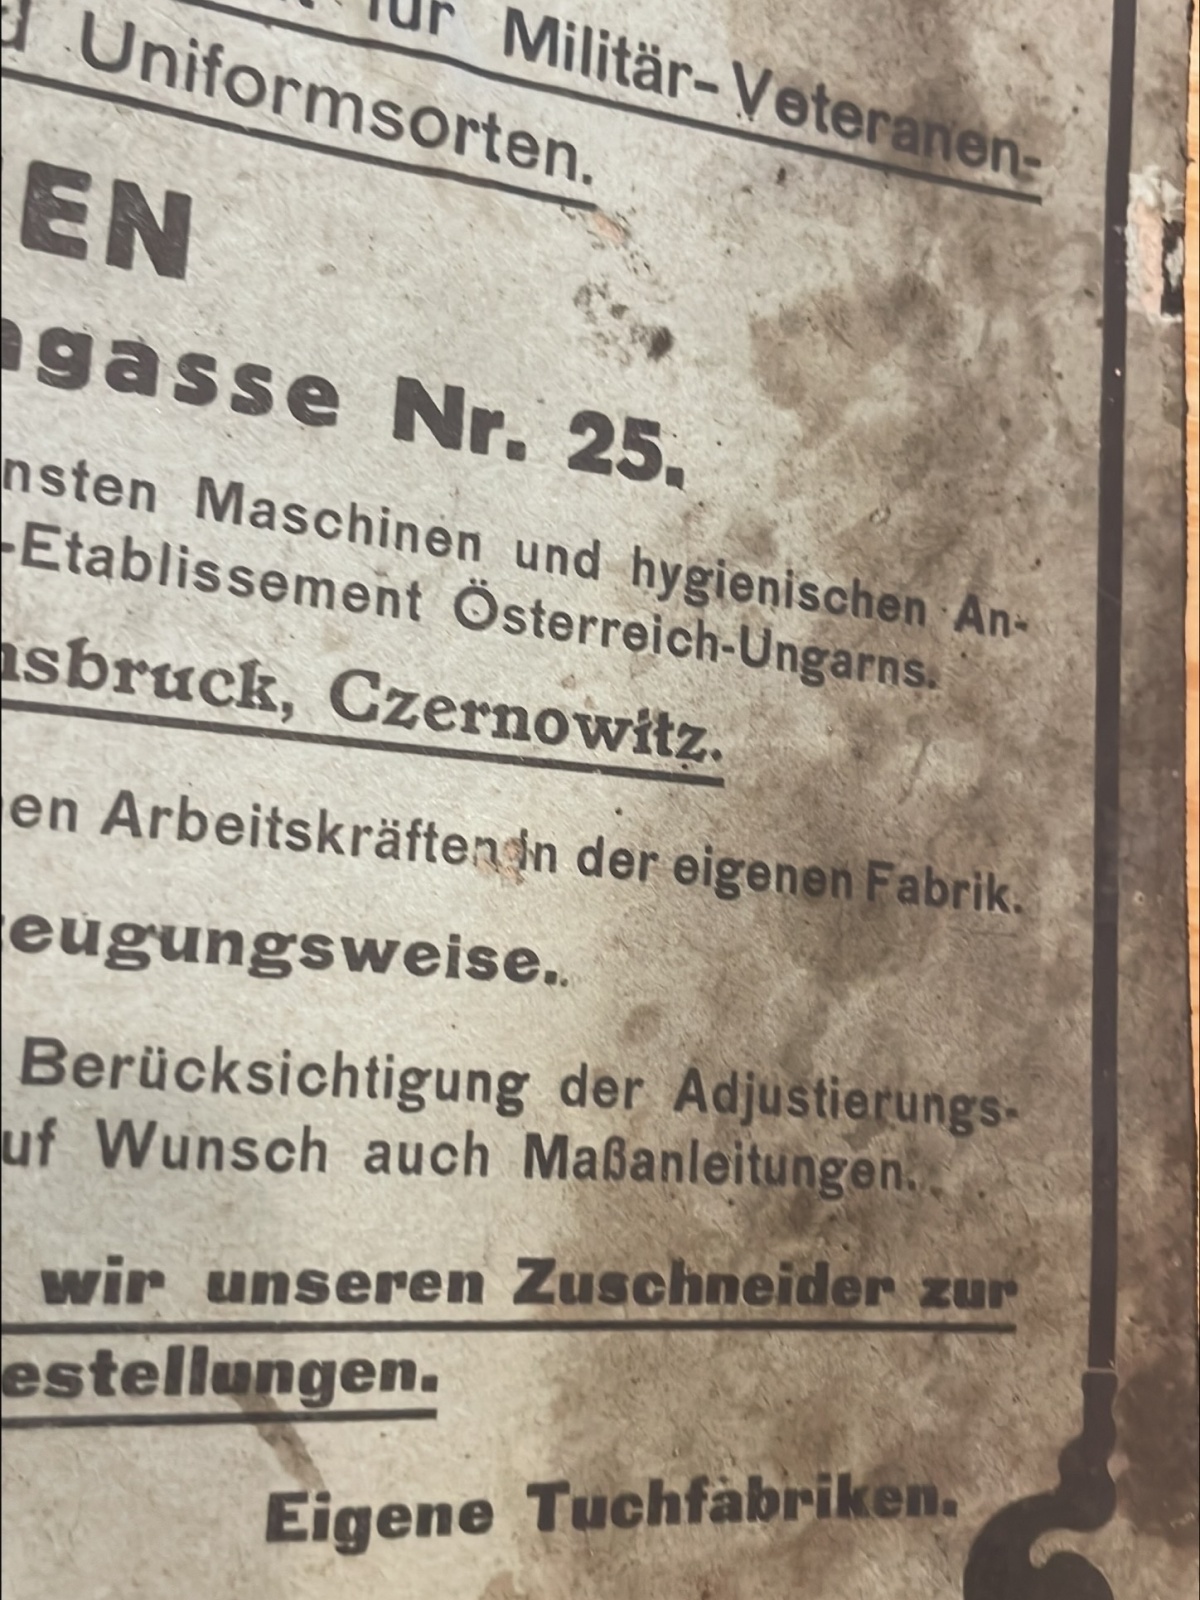 für Militär-Veteranen-
d Uniformsorten.
EN
gasse Nr. 25.
nsten Maschinen und hygienischen An-
-Etablissement Österreich-Ungarns.
nsbruck, Czernowitz.
en Arbeitskräften in der eigenen Fabrik.
eugungsweise.
Berücksichtigung der Adjustierungs-
uf Wunsch auch Maßanleitungen.
wir unseren Zuschneider zur
estellungen.
Eigene Tuchfabriken.